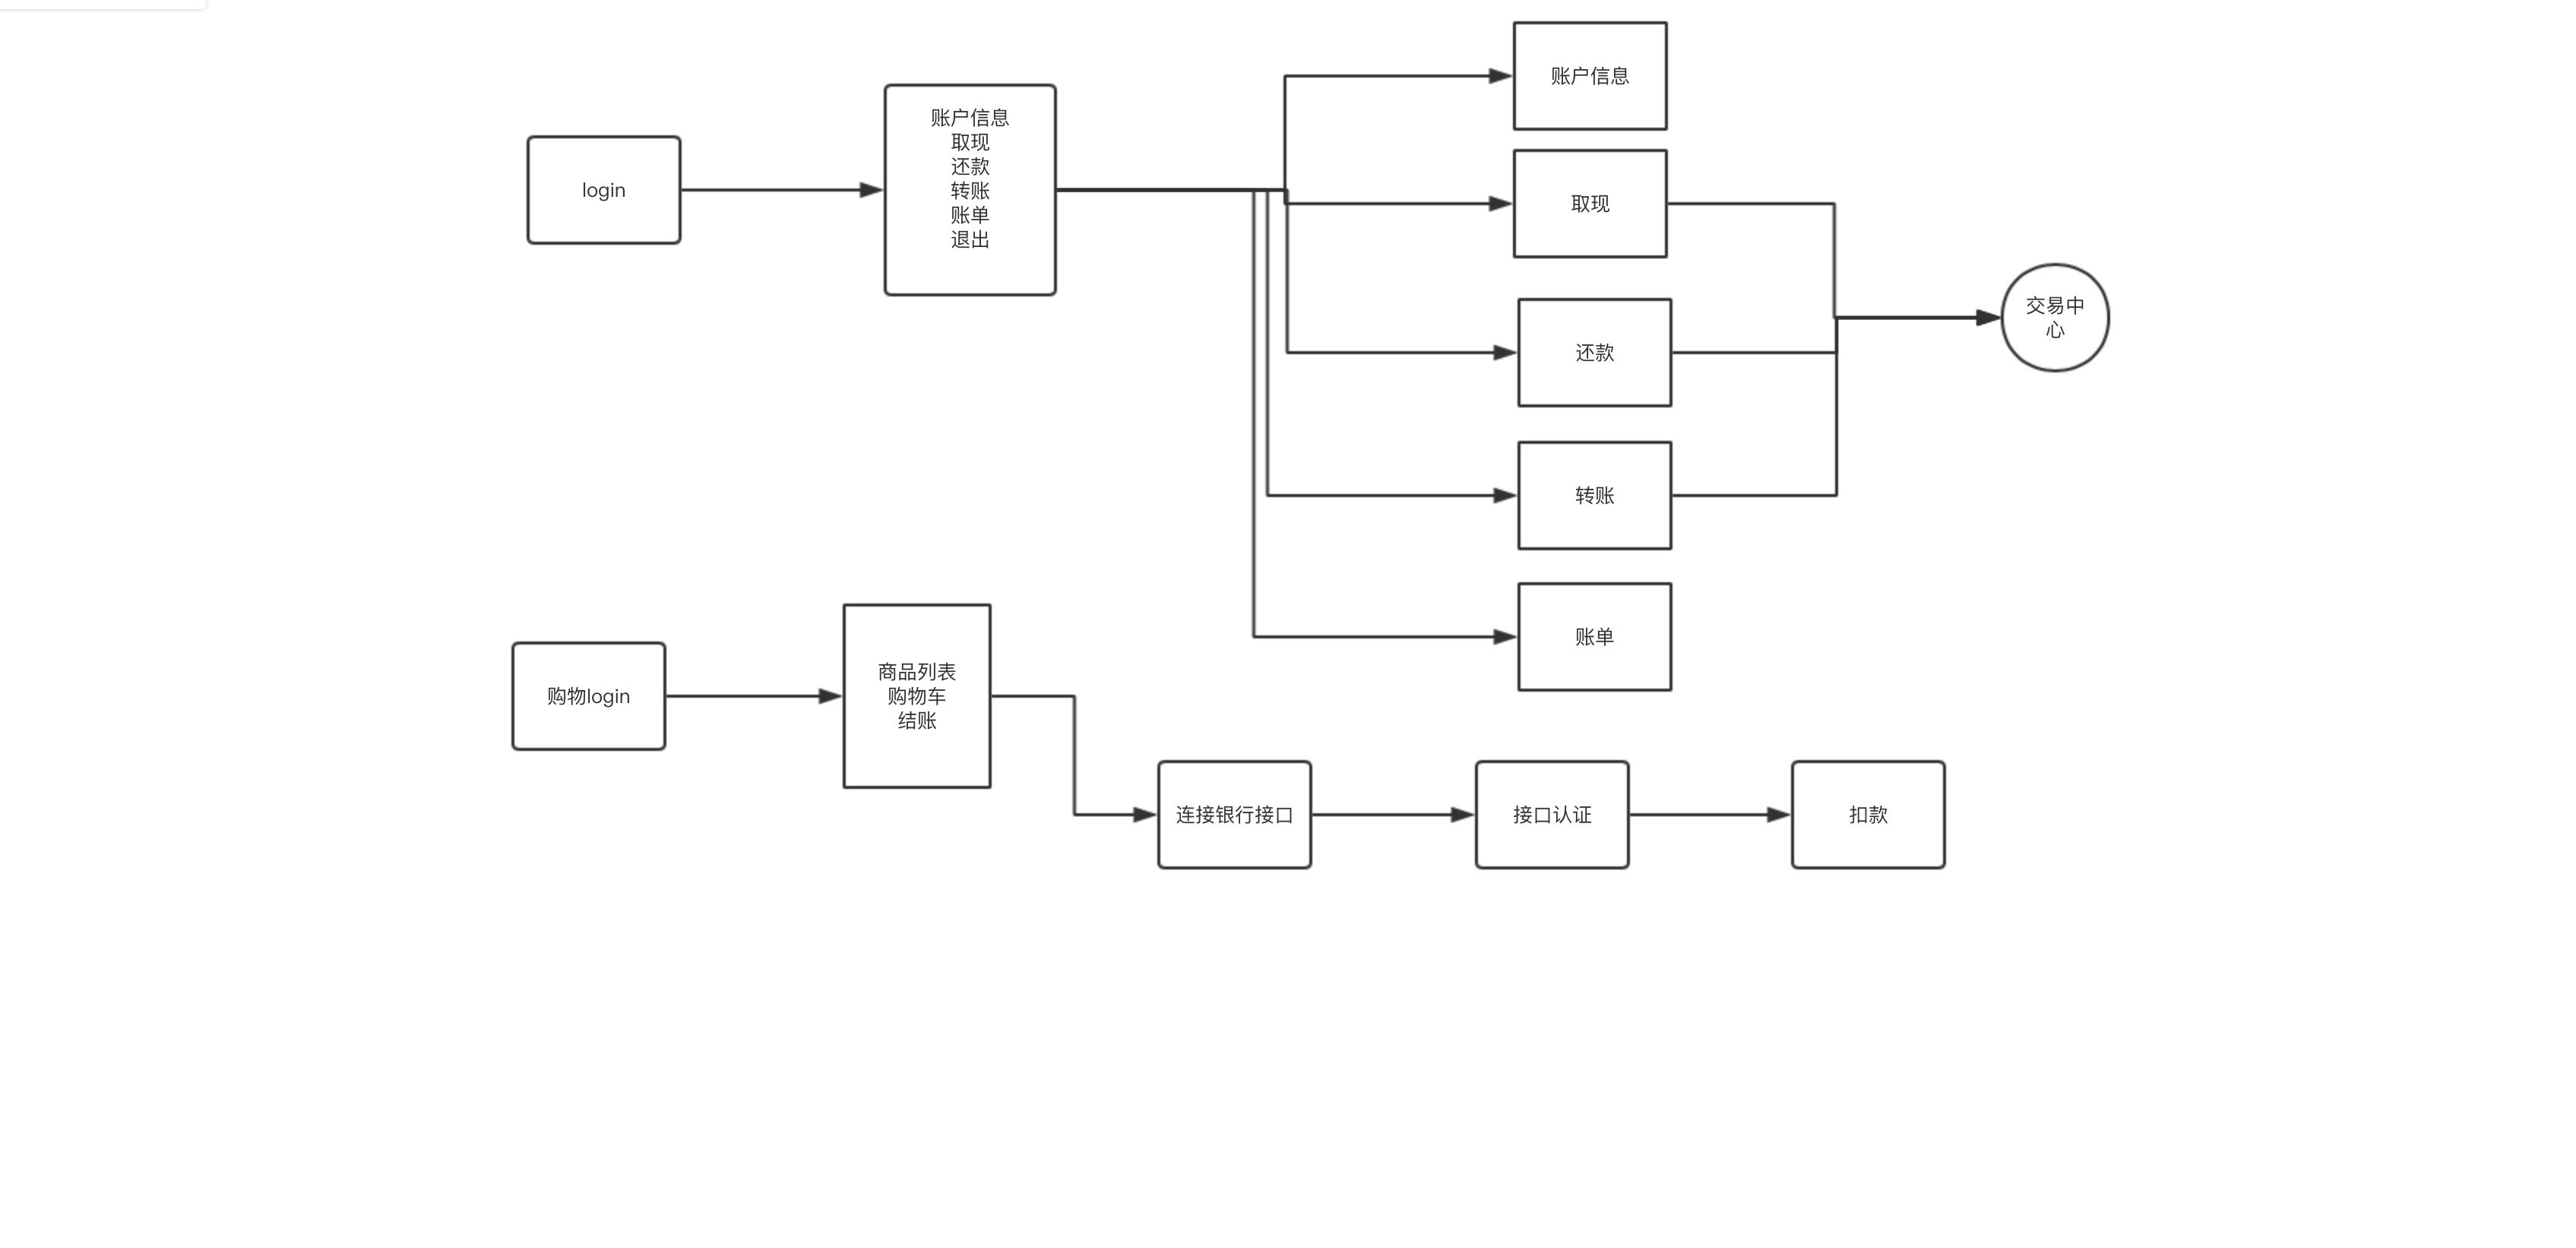 login
账户信息
取现
还款
转账
账单
退出
账户信息
取现
还款
转账
账单
交易中
心
购物login
商品列表
购物车
结账
连接银行接口
接口认证
扣款